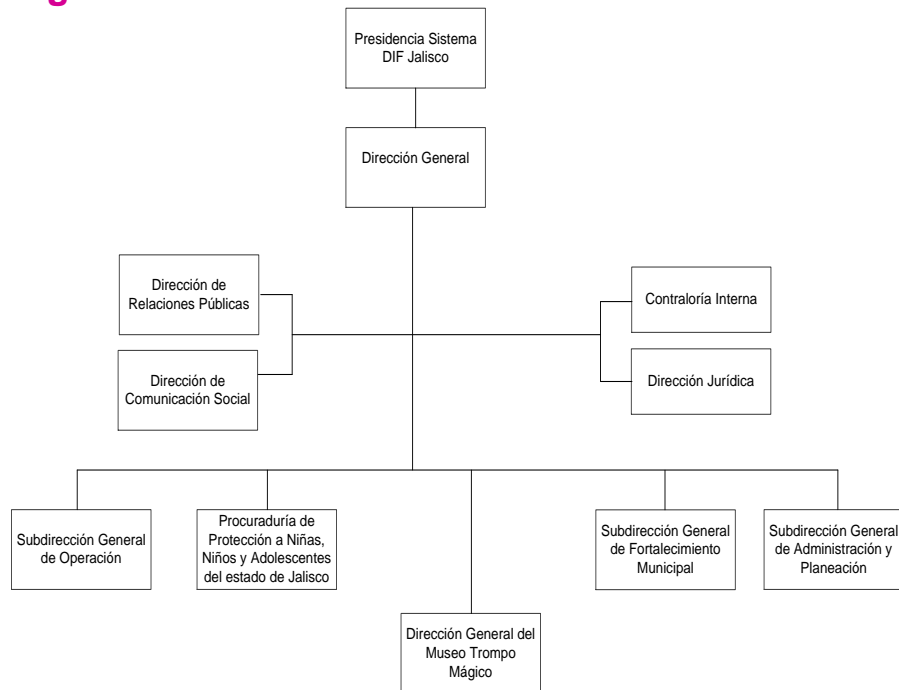 Presidencia Sistema
DIF Jalisco
Dirección General
Dirección de
Relaciones Públicas
Contraloría Interna
Dirección de
Comunicación Social
Dirección Jurídica
Subdirección General
de Operación
Procuraduría de
Protección a Niñas,
Niños y Adolescentes
del estado de Jalisco
Subdirección General
de Fortalecimiento
Municipal
Subdirección General
de Administración y
Planeación
Dirección General del
Museo Trompo
Mágico